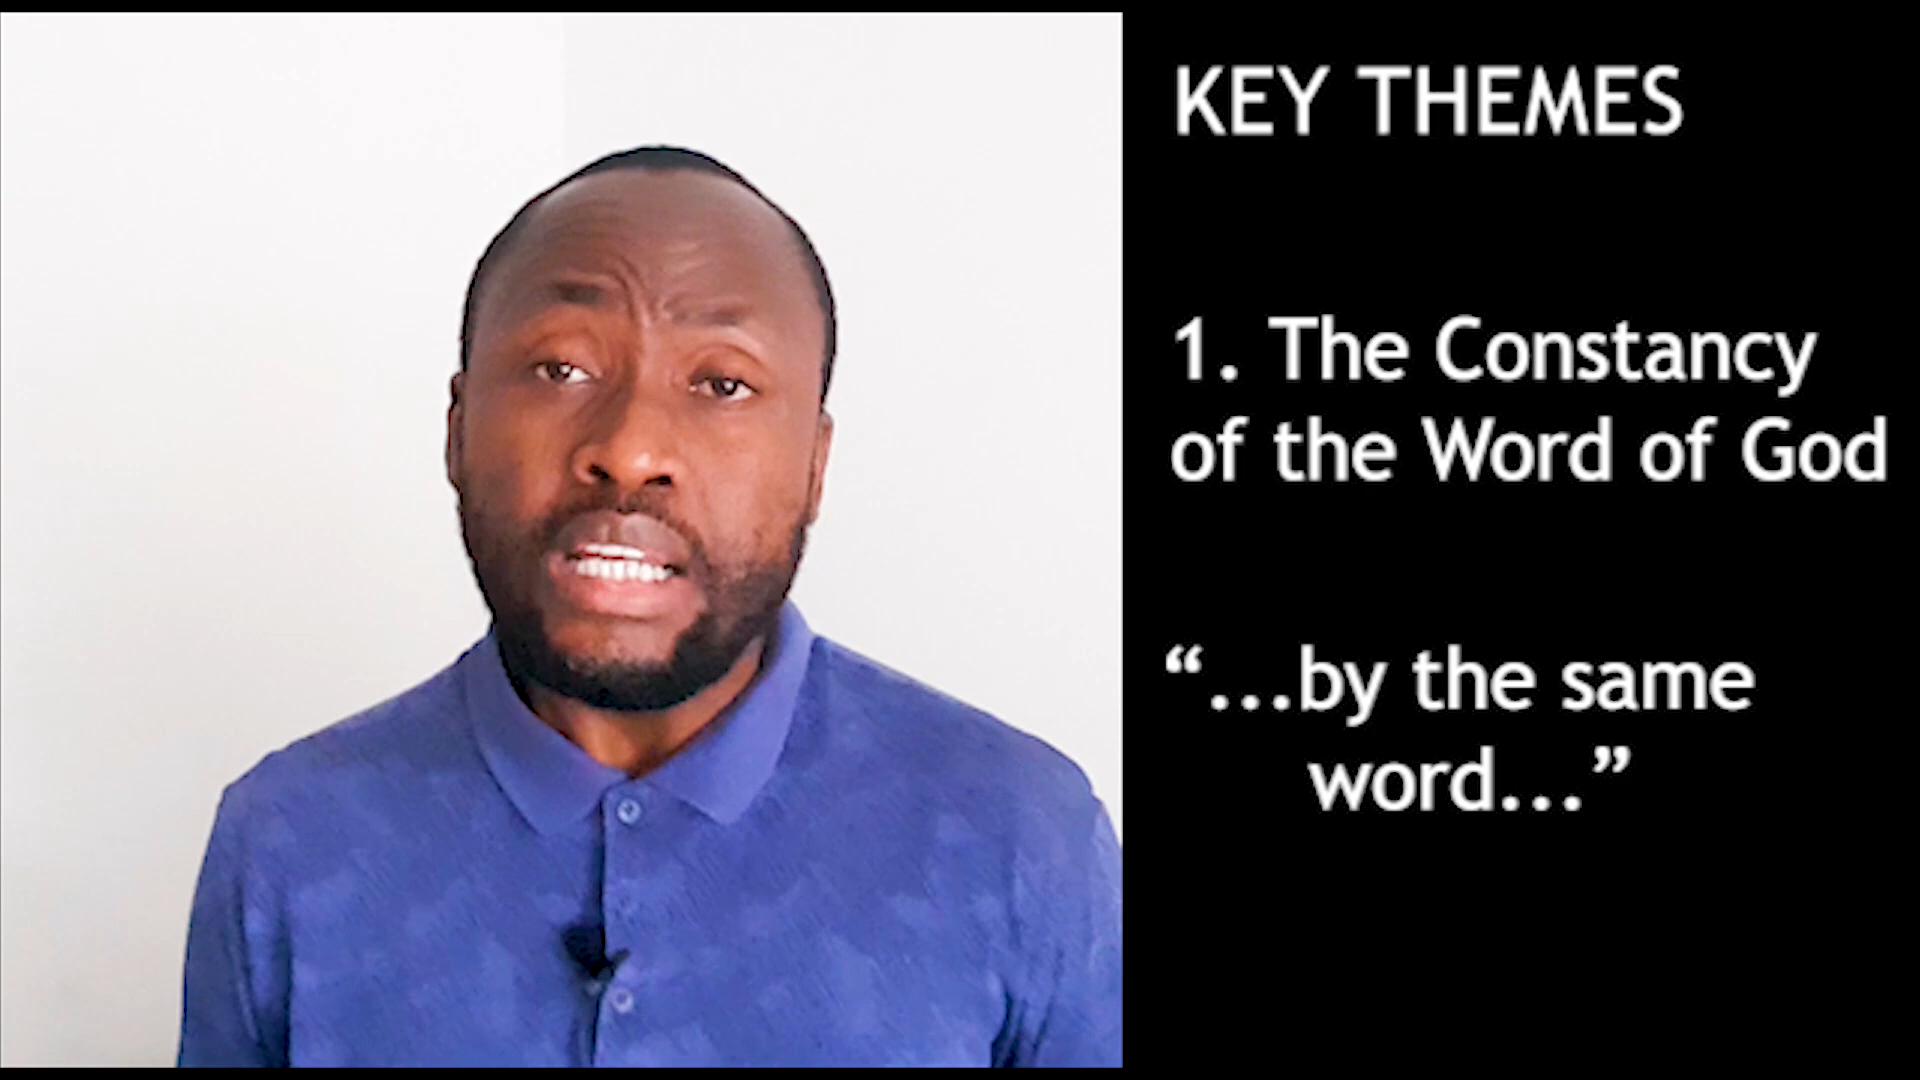 KEY THEMES
1. The Constancy
of the Word of God
“...by the same
word...”